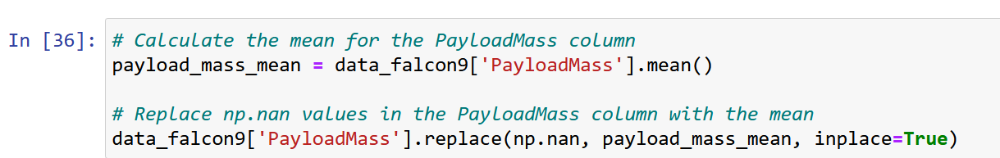 In [36]: # Calculate the mean for the PayloadMass column
payload_mass_mean = data_falcon9['PayloadMass'].mean()
# Replace np.nan values in the PayloadMass column with the mean
data_falcon9['PayloadMass'].replace(np.nan, payload_mass_mean, inplace=True)